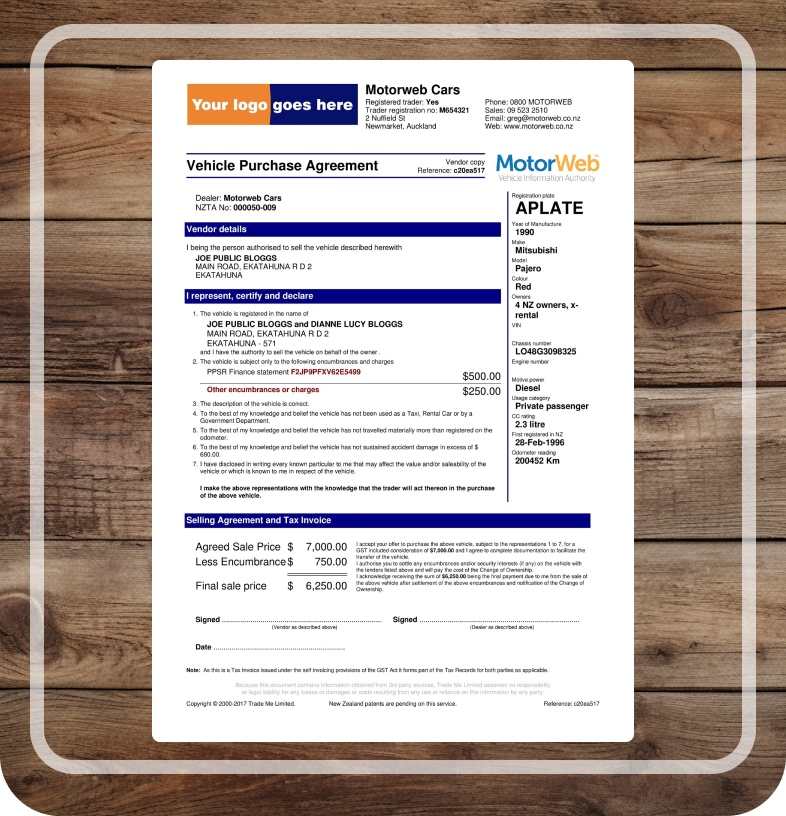 Your logo goes here
Motorweb Cars
Registered trader: Yes
Trader registration no: M654321
2 Nuffield St
Newmarket, Auckland
Phone: 0800 MOTORWEB
Sales: 09 523 2510
Email: greg@motorweb.co.nz
Web: www.motorweb.co.nz
Vehicle Purchase Agreement
Vendor copy
Reference: c20ea517
MotorWeb™
Vehicle Information Authority
Dealer: Motorweb Cars
NZTA No: 000050-009
Vendor details
I being the person authorised to sell the vehicle described herewith
JOE PUBLIC BLOGGS
MAIN ROAD, EKATAHUNA R D 2
EKATAHUNA
I represent, certify and declare
1. The vehicle is registered in the name of
JOE PUBLIC BLOGGS and DIANNE LUCY BLOGGS
MAIN ROAD, EKATAHUNA R D 2
EKATAHUNA - 571
and I have the authority to sell the vehicle on behalf of the owner .
2. The vehicle is subject only to the following encumbrances and charges
PPSR Finance statement F2JP9PFXV62E5499
$500.00
Other encumbrances or charges $250.00
3. The description of the vehicle is correct.
4. To the best of my knowledge and belief the vehicle has not been used as a Taxi, Rental Car or by a
Government Department.
5. To the best of my knowledge and belief the vehicle has not travelled materially more than registered on the
odometer.
6. To the best of my knowledge and belief the vehicle has not sustained accident damage in excess of $
680.00.
7. I have disclosed in writing every known particular to me that may affect the value and/or saleability of the
vehicle or which is known to me in respect of the vehicle.
I make the above representations with the knowledge that the trader will act thereon in the purchase
of the above vehicle.
Registration plate
APLATE
Year of Manufacture
1990
Make
Mitsubishi
Model
Pajero
Colour
Red
Owners
4 NZ owners, x-
rental
VIN
Chassis number
LO48G3098325
Engine number
Motive power
Diesel
Usage category
Private passenger
CC rating
2.3 litre
First registered in NZ
28-Feb-1996
Odometer reading
200452 Km
Selling Agreement and Tax Invoice
Agreed Sale Price $ 7,000.00
Less Encumbrance $ 750.00
Final sale price $ 6,250.00
I accept your offer to purchase the above vehicle, subject to the representations 1 to 7, for a
GST included consideration of $7,000.00 and I agree to complete documentation to facilitate the
transfer of the vehicle.
I authorise you to settle any encumbrances and/or security interests (if any) on the vehicle with
the lenders listed above and will pay the cost of the Change of Ownership.
I acknowledge receiving the sum of $6,250.00 being the final payment due to me from the sale of
the above vehicle after settlement of the above encumbrances and notification of the Change of
Ownership.
Signed ................................................................................ Signed ................................................................................
(Vendor as described above) (Dealer as described above)
Date .................................................................
Note: As this is a Tax Invoice issued under the self invoicing provisions of the GST Act it forms part of the Tax Records for both parties as applicable.
Because this document contains information obtained from 3rd party sources, Trade Me Limited assumes no responsibility
or legal liability for any losses or damages or costs resulting from any use or reliance on this information by any party.
Copyright © 2000-2017 Trade Me Limited. New Zealand patents are pending on this service. Reference: c20ea517